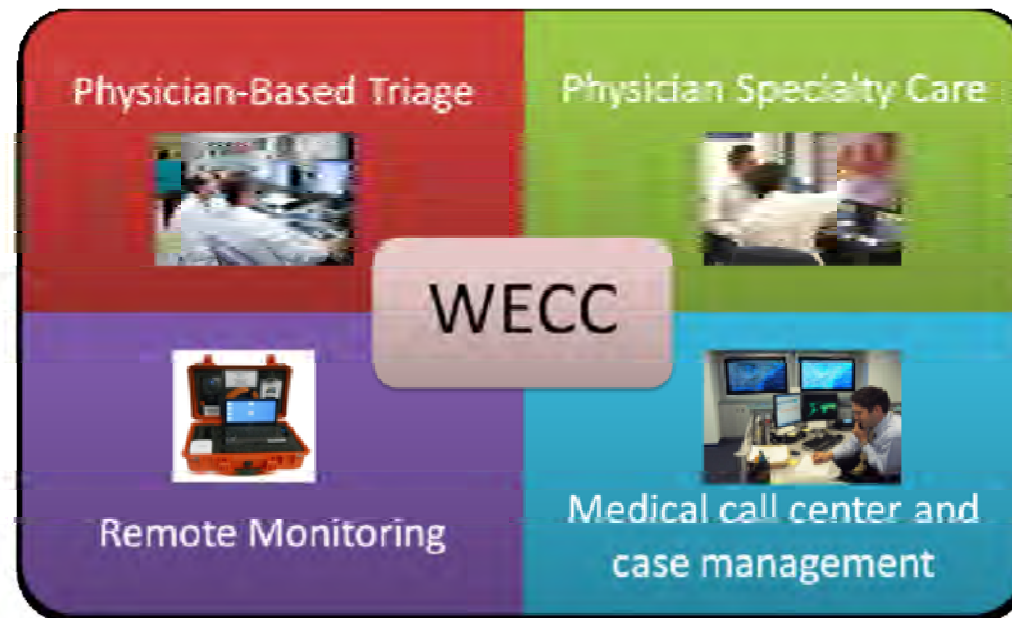 Physician-Based Triage
Physician Specialty Care
WECC
Remote Monitoring
Medical call center and
case management